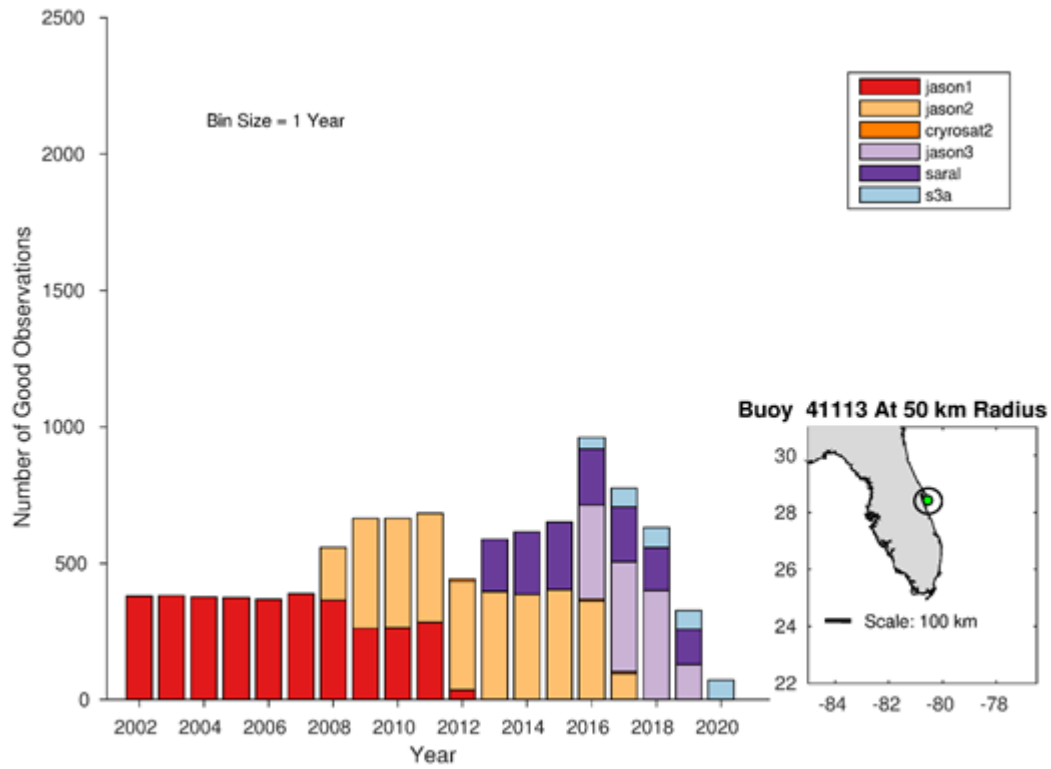 2500
2000
1500
1000
500
0
Number of Good Observations
Bin Size = 1 Year
jason1
jason2
cryrosat2
jason3
saral
s3a
2002 2004 2006 2008 2010 2012 2014 2016 2018 2020
Year
Buoy 41113 At 50 km Radius
30
28
26
24
22
Scale: 100 km
-84 -82 -80 -78